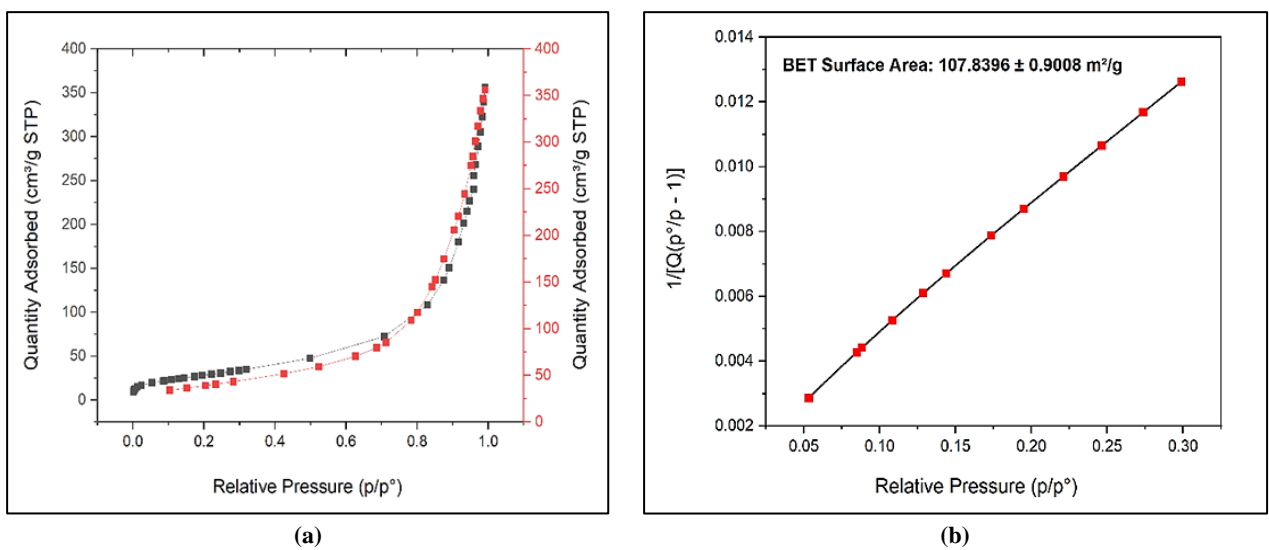 400
350
300
250
200
150
100
50
0
Quantity Adsorbed (cm³/g STP)
400
350
300
250
200
150
100
50
0
Quantity Adsorbed (cm³/g STP)
0.0 0.2 0.4 0.6 0.8 1.0
Relative Pressure (p/p°)
(a)
BET Surface Area: 107.8396 ± 0.9008 m²/g
0.014
0.012
0.010
0.008
0.006
0.004
0.002
1/[Q(p°/p - 1)]
0.05 0.10 0.15 0.20 0.25 0.30
Relative Pressure (p/p°)
(b)